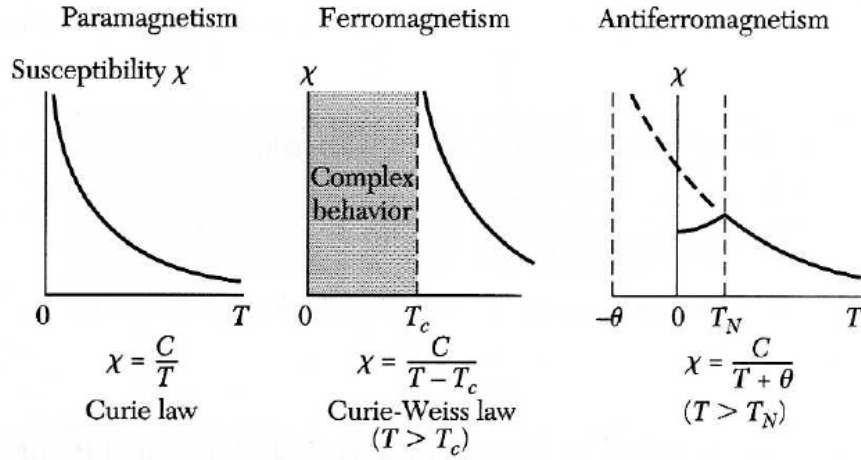 Paramagnetism
Susceptibility χ
0
T
χ = C/T
Curie law
Ferromagnetism
χ
Complex
behavior
0
T_c
χ = C/(T − T_c)
Curie-Weiss law
(T > T_c)
Antiferromagnetism
χ
−θ
0
T_N
T
χ = C/(T + θ)
(T > T_N)